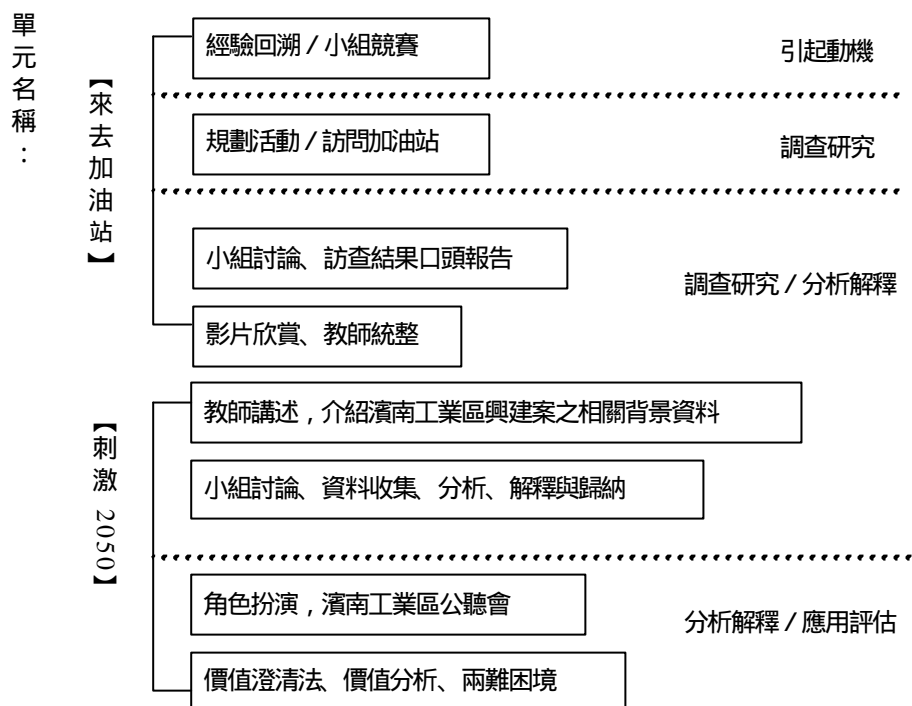 單元名稱：
【來去加油站】
經驗回溯 / 小組競賽
引起動機
規劃活動 / 訪問加油站
調查研究
小組討論、訪查結果口頭報告
調查研究 / 分析解釋
影片欣賞、教師統整
【刺激 2050】
教師講述，介紹濱南工業區興建案之相關背景資料
小組討論、資料收集、分析、解釋與歸納
角色扮演，濱南工業區公聽會
分析解釋 / 應用評估
價值澄清法、價值分析、兩難困境